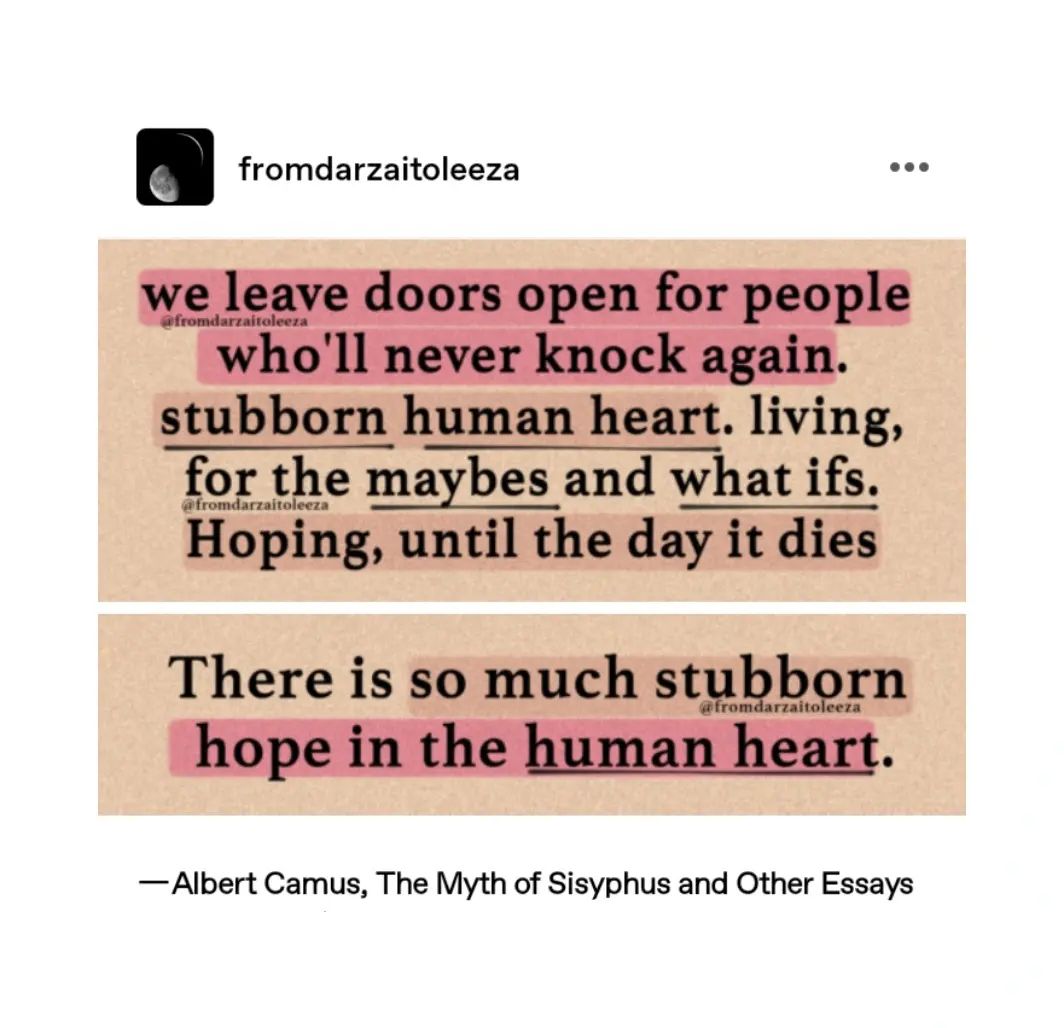 fromdarzaitoleeza
we leave doors open for people
@fromdarzaitoleeza
who'll never knock again.
stubborn human heart. living,
for the maybes and what ifs.
@fromdarzaitoleeza
Hoping, until the day it dies
There is so much stubborn
@fromdarzaitoleeza
hope in the human heart.
—Albert Camus, The Myth of Sisyphus and Other Essays